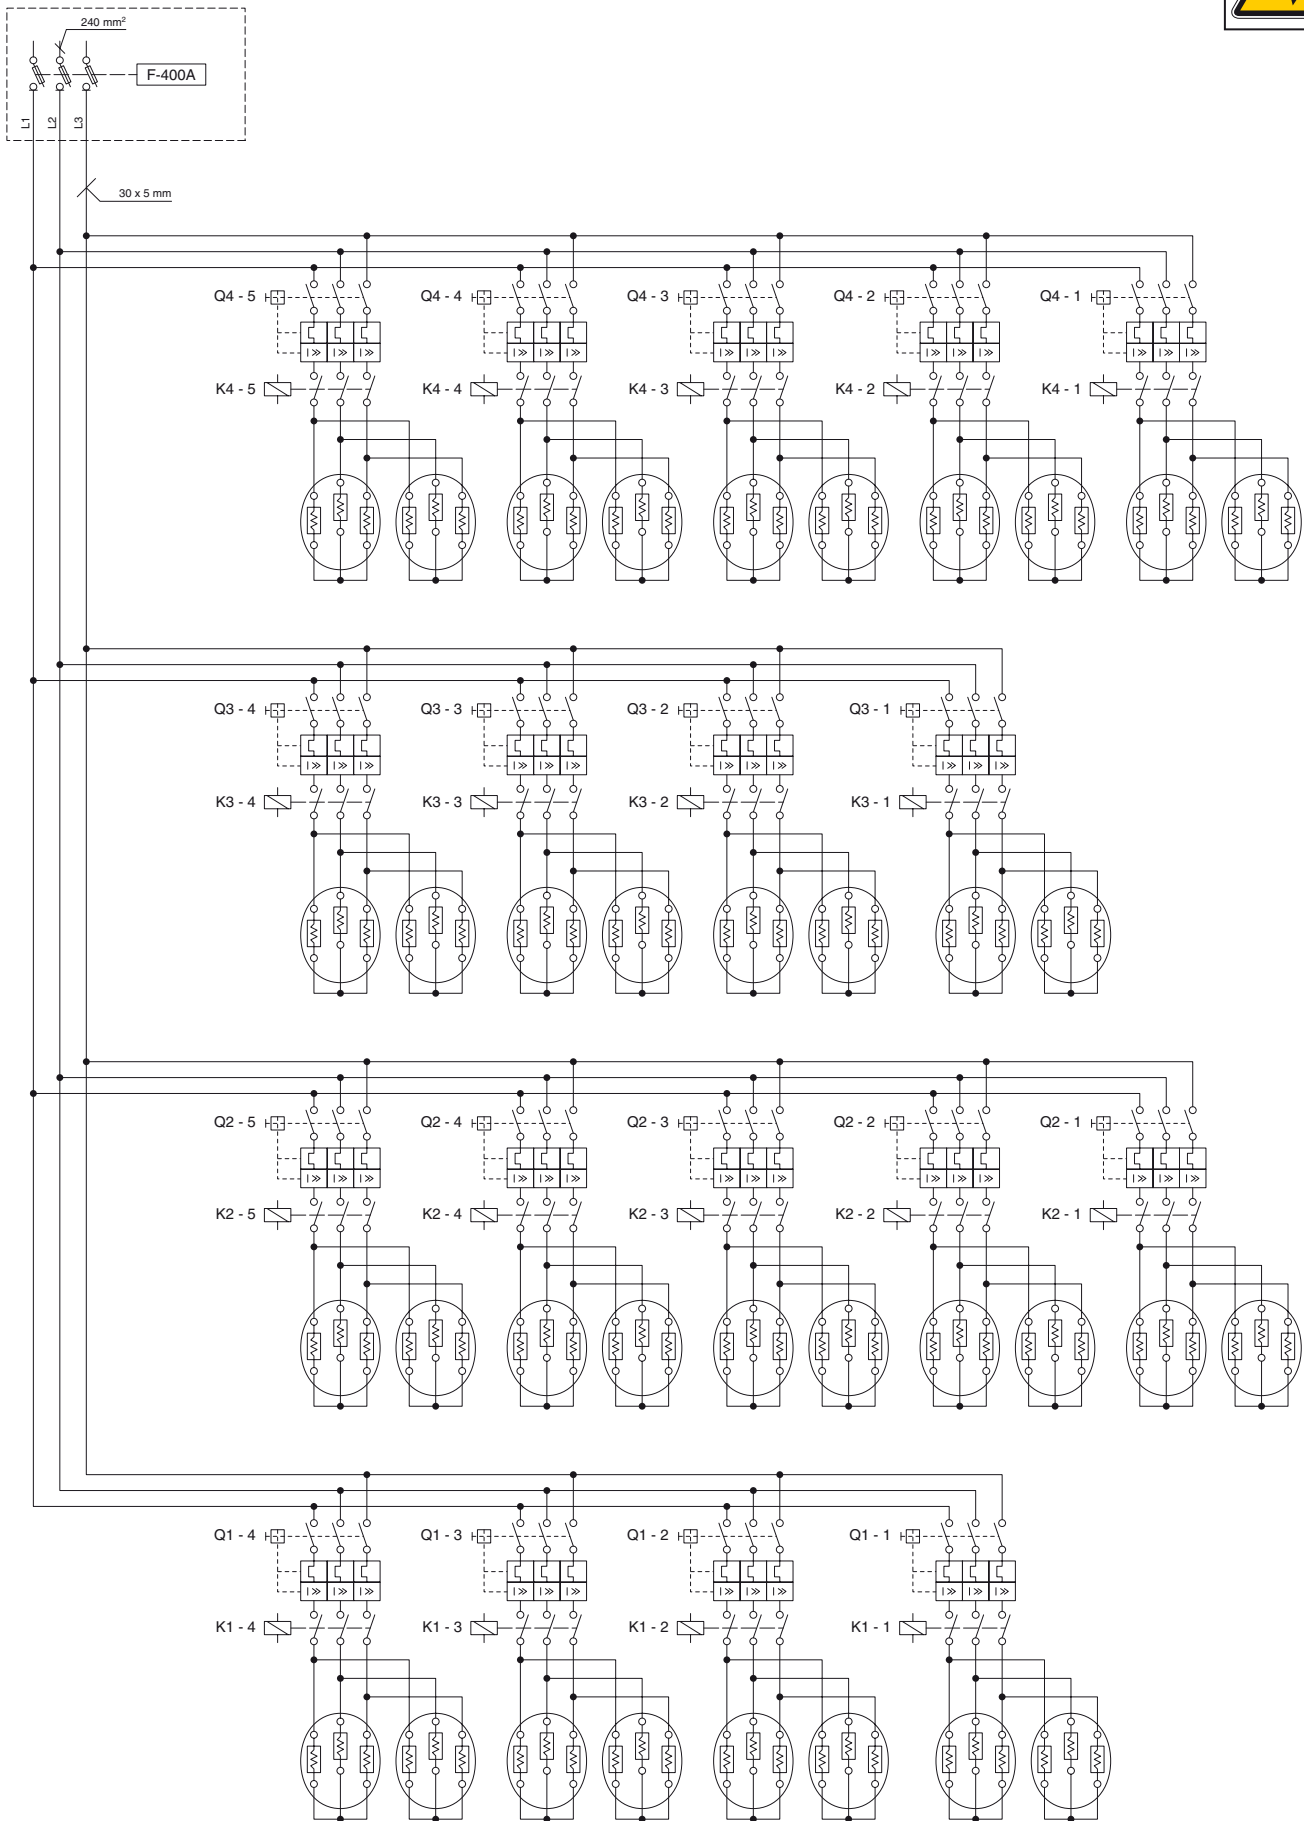 240 mm²
F-400A
L1 L2 L3
30 x 5 mm
Q4 - 5 Q4 - 4 Q4 - 3 Q4 - 2 Q4 - 1
I≫ I≫ I≫ I≫ I≫ I≫ I≫ I≫ I≫ I≫ I≫ I≫ I≫ I≫ I≫
K4 - 5 K4 - 4 K4 - 3 K4 - 2 K4 - 1
Q3 - 4 Q3 - 3 Q3 - 2 Q3 - 1
I≫ I≫ I≫ I≫ I≫ I≫ I≫ I≫ I≫ I≫ I≫ I≫
K3 - 4 K3 - 3 K3 - 2 K3 - 1
Q2 - 5 Q2 - 4 Q2 - 3 Q2 - 2 Q2 - 1
I≫ I≫ I≫ I≫ I≫ I≫ I≫ I≫ I≫ I≫ I≫ I≫ I≫ I≫ I≫
K2 - 5 K2 - 4 K2 - 3 K2 - 2 K2 - 1
Q1 - 4 Q1 - 3 Q1 - 2 Q1 - 1
I≫ I≫ I≫ I≫ I≫ I≫ I≫ I≫ I≫ I≫ I≫ I≫
K1 - 4 K1 - 3 K1 - 2 K1 - 1